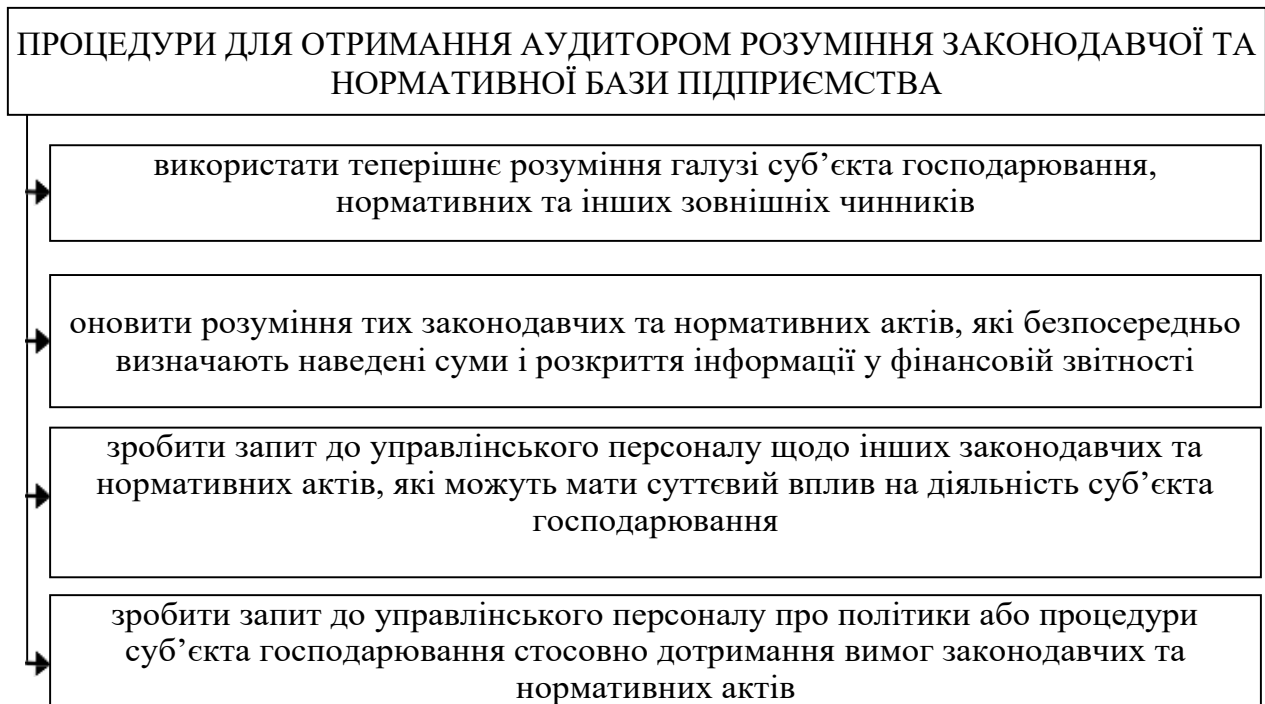 ПРОЦЕДУРИ ДЛЯ ОТРИМАННЯ АУДИТОРОМ РОЗУМІННЯ ЗАКОНОДАВЧОЇ ТА
НОРМАТИВНОЇ БАЗИ ПІДПРИЄМСТВА
використати теперішнє розуміння галузі суб’єкта господарювання,
нормативних та інших зовнішніх чинників
оновити розуміння тих законодавчих та нормативних актів, які безпосередньо
визначають наведені суми і розкриття інформації у фінансовій звітності
зробити запит до управлінського персоналу щодо інших законодавчих та
нормативних актів, які можуть мати суттєвий вплив на діяльність суб’єкта
господарювання
зробити запит до управлінського персоналу про політики або процедури
суб’єкта господарювання стосовно дотримання вимог законодавчих та
нормативних актів